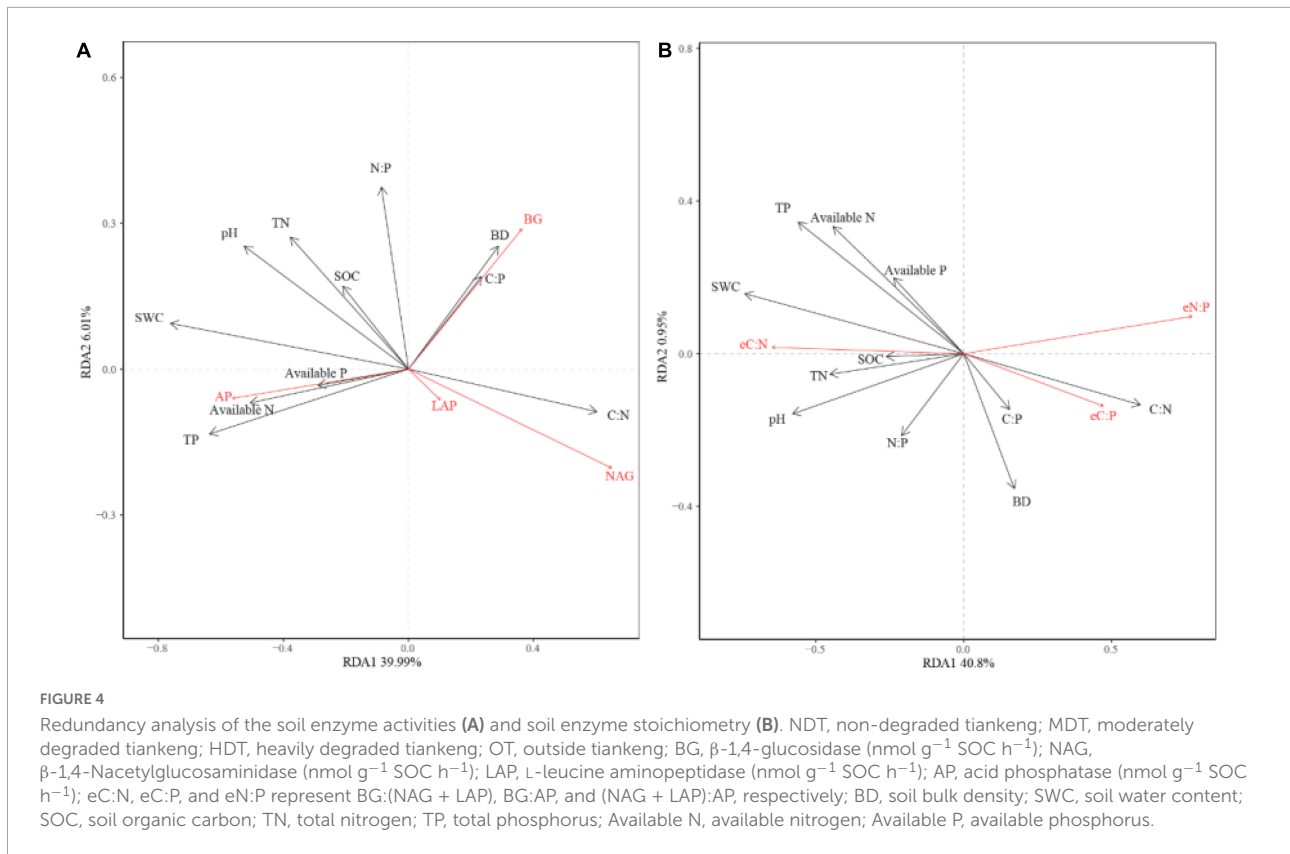 A
B
0.6
0.3
0.0
−0.3
RDA2 6.01%
−0.8
−0.4
0.0
0.4
RDA1 39.99%
N:P
TN
pH
BG
BD
SOC
C:P
SWC
Available P
AP
Available N
LAP
TP
C:N
NAG
0.8
0.4
0.0
−0.4
RDA2 0.95%
−0.5
0.0
0.5
RDA1 40.8%
TP
Available N
Available P
SWC
eN:P
eC:N
SOC
TN
pH
C:P
eC:P
C:N
N:P
BD
FIGURE 4
Redundancy analysis of the soil enzyme activities (A) and soil enzyme stoichiometry (B). NDT, non-degraded tiankeng; MDT, moderately
degraded tiankeng; HDT, heavily degraded tiankeng; OT, outside tiankeng; BG, β-1,4-glucosidase (nmol g−1 SOC h−1); NAG,
β-1,4-Nacetylglucosaminidase (nmol g−1 SOC h−1); LAP, L-leucine aminopeptidase (nmol g−1 SOC h−1); AP, acid phosphatase (nmol g−1 SOC
h−1); eC:N, eC:P, and eN:P represent BG:(NAG + LAP), BG:AP, and (NAG + LAP):AP, respectively; BD, soil bulk density; SWC, soil water content;
SOC, soil organic carbon; TN, total nitrogen; TP, total phosphorus; Available N, available nitrogen; Available P, available phosphorus.